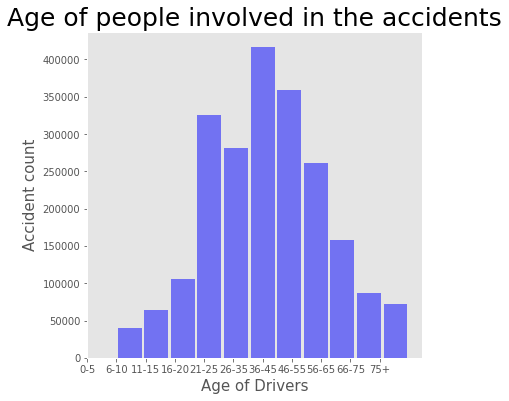 Age of people involved in the accidents
400000
350000
300000
250000
200000
150000
100000
50000
0
Accident count
0-5 6-10 11-15 16-20 21-25 26-35 36-45 46-55 56-65 66-75 75+
Age of Drivers